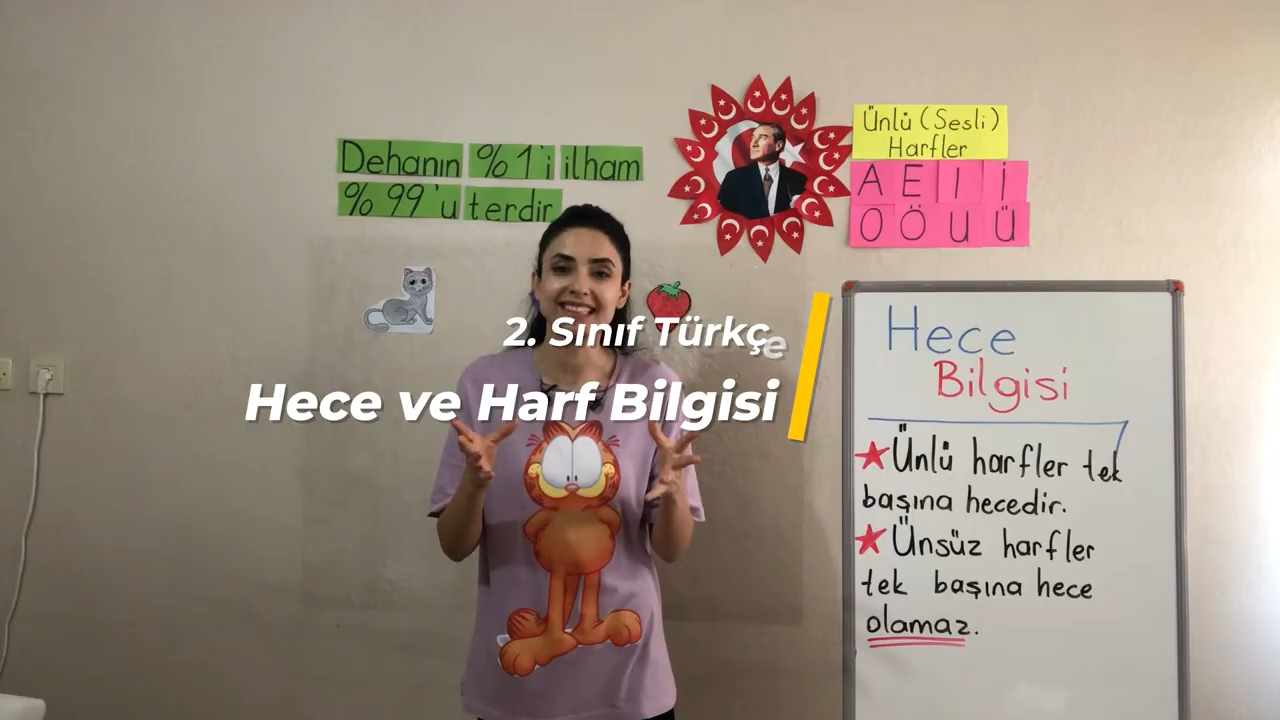 Dehanın %1'i ilham
%99'u terdir
Ünlü (Sesli)
Harfler
A E I İ
O Ö U Ü
2. Sınıf Türkçe
Hece ve Harf Bilgisi
Hece
Bilgisi
Ünlü harfler tek
başına hecedir.
Ünsüz harfler
tek başına hece
olamaz.